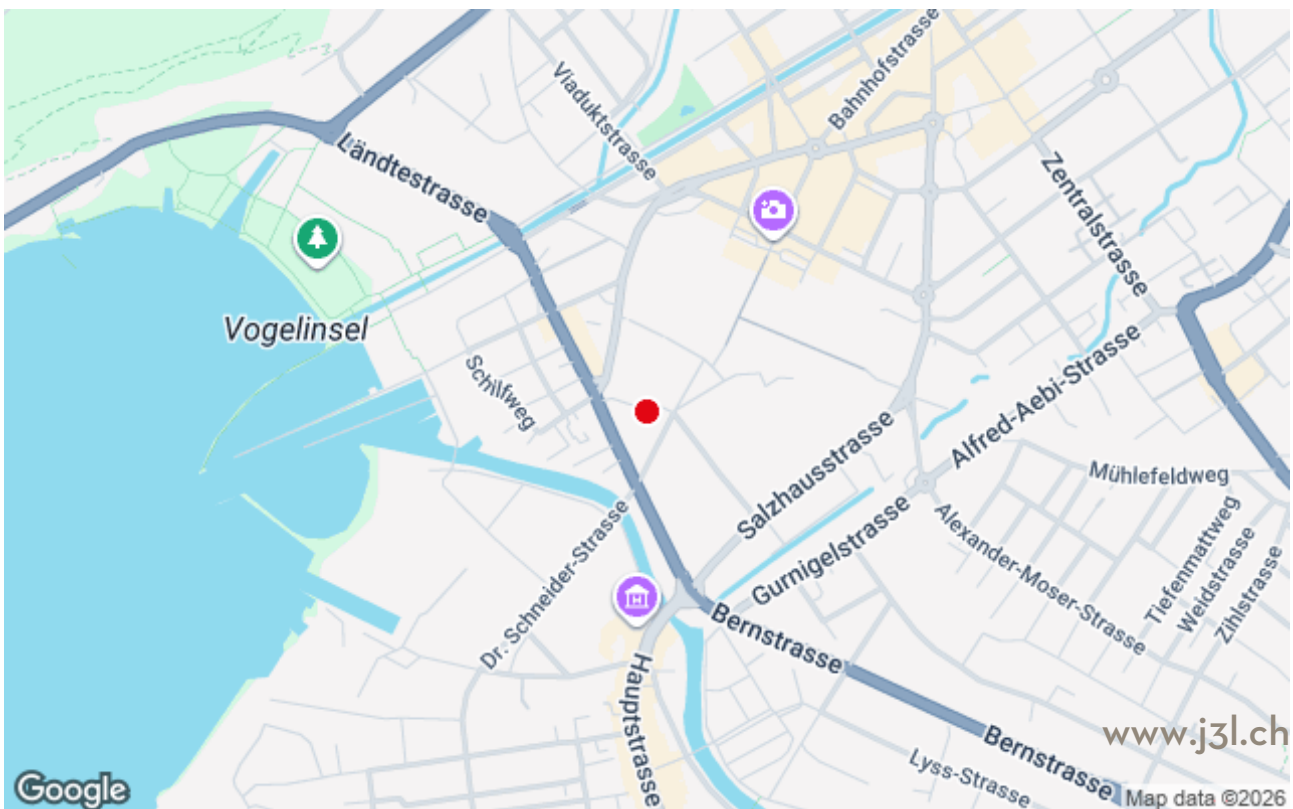 Bahnhofstrasse
Viaduktstrasse
Ländtestrasse
Zentralstrasse
Vogelinsel
Schilfweg
Alfred-Aebi-Strasse
Salzhausstrasse
Mühlefeldweg
Gurnigelstrasse
Alexander-Moser-Strasse
Tiefenmattweg
Weidstrasse
Zihlstrasse
Dr. Schneider-Strasse
H
Bernstrasse
Hauptstrasse
Bernstrasse
www.j3l.ch
Lyss-Strasse
Google
Map data ©2026